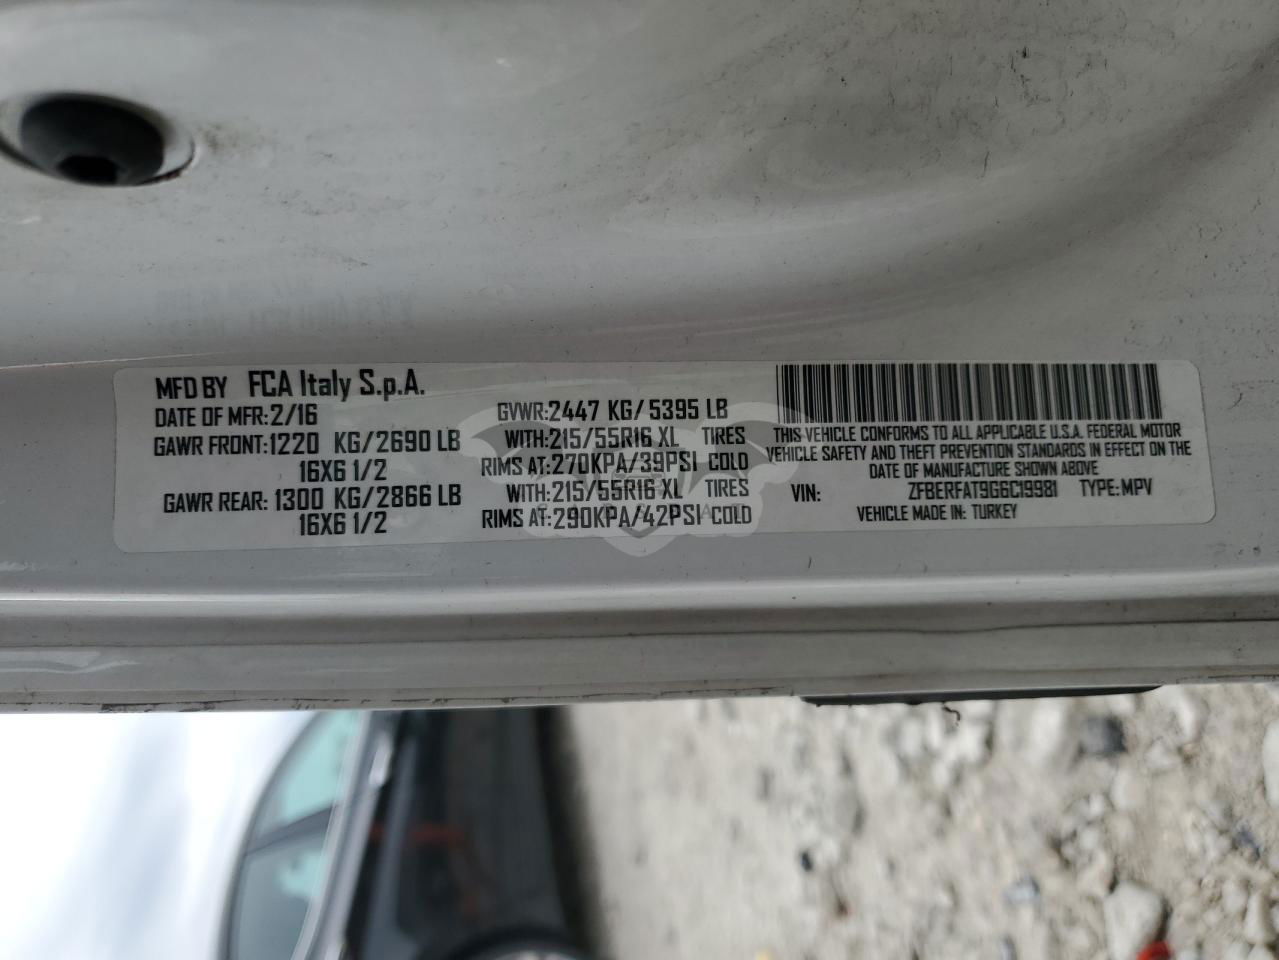 MFD BY FCA Italy S.p.A.
DATE OF MFR: 2/16
GAWR FRONT: 1220 KG/2690 LB
16X6 1/2
GAWR REAR: 1300 KG/2866 LB
16X6 1/2
GVWR: 2447 KG/5395 LB
WITH: 215/55R16 XL TIRES
RIMS AT: 270KPA/39PSI COLD
WITH: 215/55R16 XL TIRES
RIMS AT: 290KPA/42PSI COLD
THIS VEHICLE CONFORMS TO ALL APPLICABLE U.S.A. FEDERAL MOTOR
VEHICLE SAFETY AND THEFT PREVENTION STANDARDS IN EFFECT ON THE
DATE OF MANUFACTURE SHOWN ABOVE
VIN: ZFBERFAT9G6C19981 TYPE: MPV
VEHICLE MADE IN: TURKEY